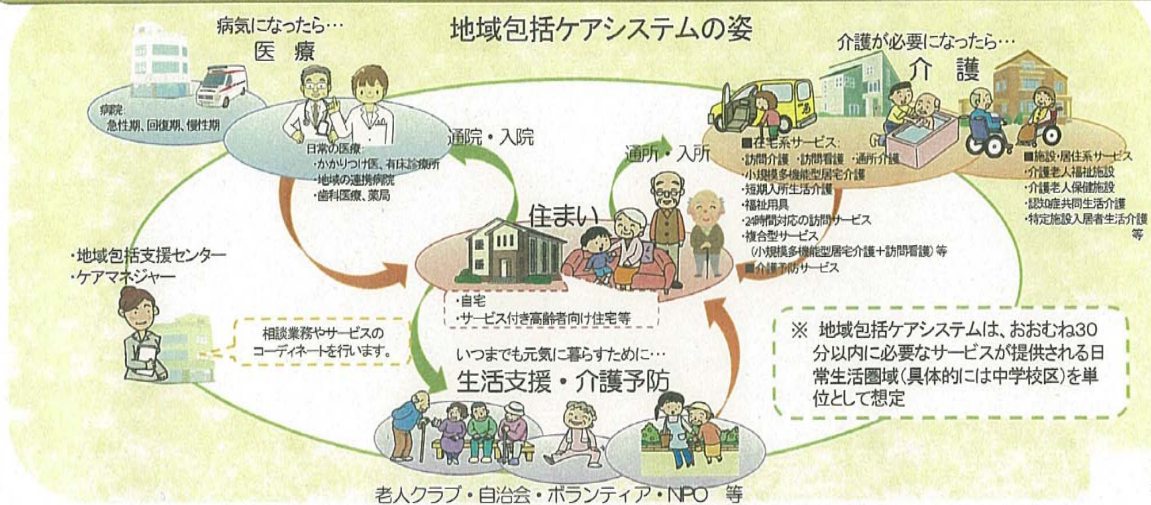 地域包括ケアシステムの姿
病気になったら…
医 療
病院
急性期、回復期、慢性期
日常の医療
・かかりつけ医、有床診療所
・地域の連携病院
・歯科医療、薬局
通院・入院
通所・入所
介護が必要になったら…
介 護
■在宅系サービス:
・訪問介護 ・訪問看護 ・通所介護
・小規模多機能型居宅介護
・短期入所生活介護
・福祉用具
・24時間対応の訪問サービス
・複合型サービス
(小規模多機能型居宅介護+訪問看護)等
■介護予防サービス
■施設・居住系サービス
・介護老人福祉施設
・介護老人保健施設
・認知症共同生活介護
・特定施設入居者生活介護
等
住まい
・自宅
・サービス付き高齢者向け住宅等
・地域包括支援センター
・ケアマネジャー
相談業務やサービスの
コーディネートを行います。
いつまでも元気に暮らすために…
生活支援・介護予防
老人クラブ・自治会・ボランティア・NPO 等
※ 地域包括ケアシステムは、おおむね30
分以内に必要なサービスが提供される日
常生活圏域(具体的には中学校区)を単
位として想定